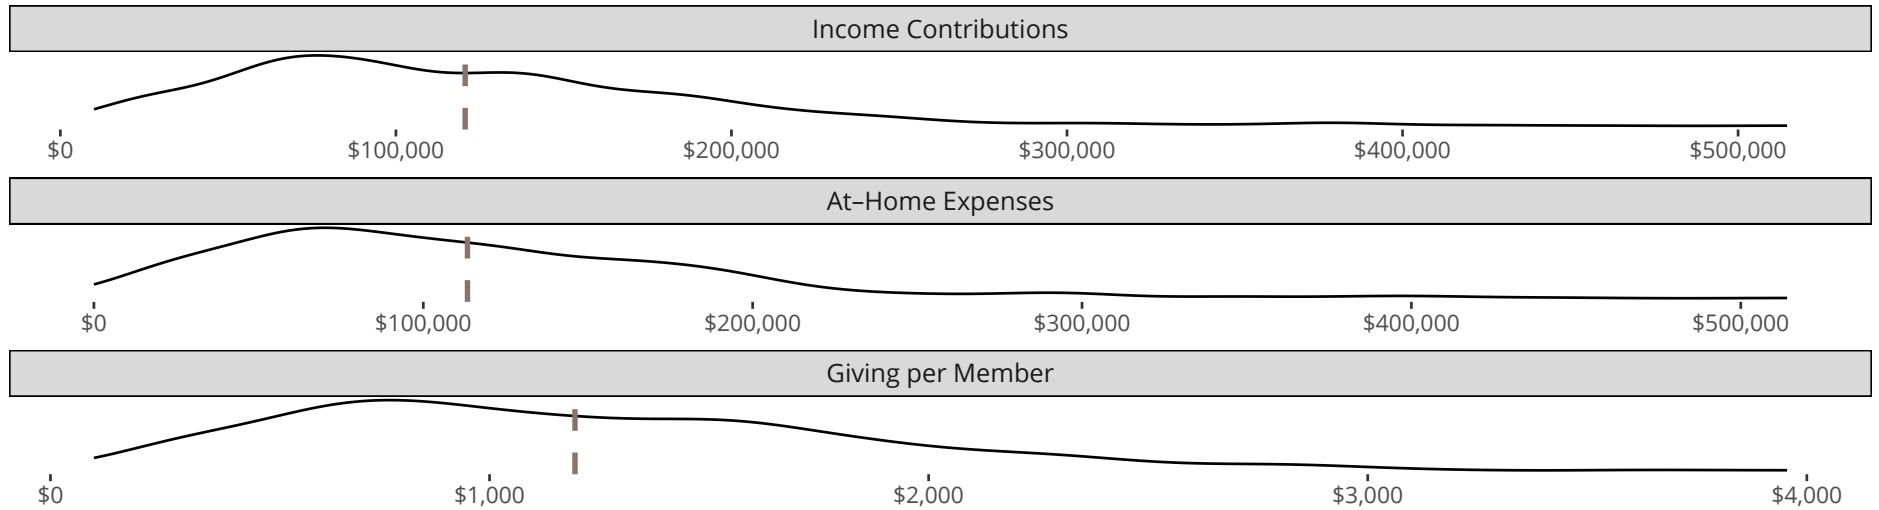 Income Contributions
$0 $100,000 $200,000 $300,000 $400,000 $500,000
At–Home Expenses
$0 $100,000 $200,000 $300,000 $400,000 $500,000
Giving per Member
$0 $1,000 $2,000 $3,000 $4,000